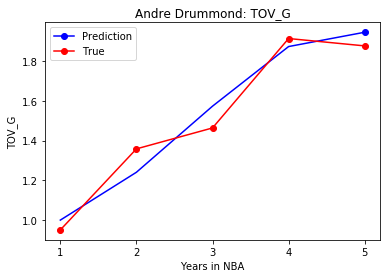 Andre Drummond: TOV_G
Prediction
True
TOV_G
1.8
1.6
1.4
1.2
1.0
1 2 3 4 5
Years in NBA